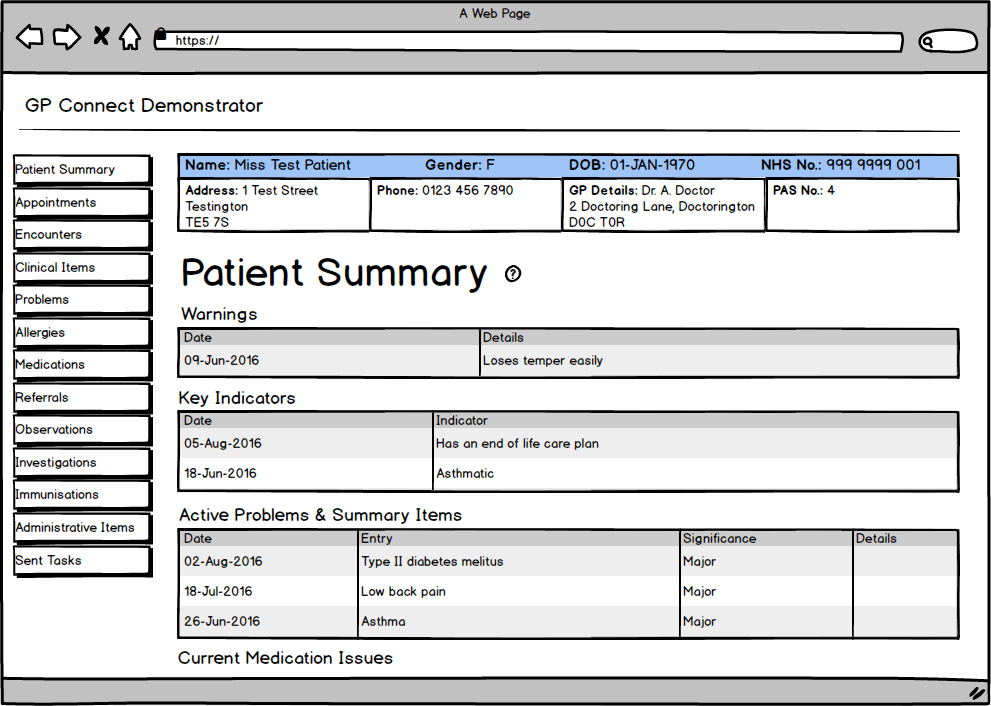 A Web Page
https://
GP Connect Demonstrator
Patient Summary
Appointments
Encounters
Clinical Items
Problems
Allergies
Medications
Referrals
Observations
Investigations
Immunisations
Administrative Items
Sent Tasks
Name: Miss Test Patient Gender: F DOB: 01-JAN-1970 NHS No.: 999 9999 001
Address: 1 Test Street
Testington
TE5 7S
Phone: 0123 456 7890
GP Details: Dr. A. Doctor
2 Doctoring Lane, Doctorington
D0C T0R
PAS No.: 4
Patient Summary ?
Warnings
Date Details
09-Jun-2016 Loses temper easily
Key Indicators
Date Indicator
05-Aug-2016 Has an end of life care plan
18-Jun-2016 Asthmatic
Active Problems & Summary Items
Date Entry Significance Details
02-Aug-2016 Type II diabetes melitus Major
18-Jul-2016 Low back pain Major
26-Jun-2016 Asthma Major
Current Medication Issues